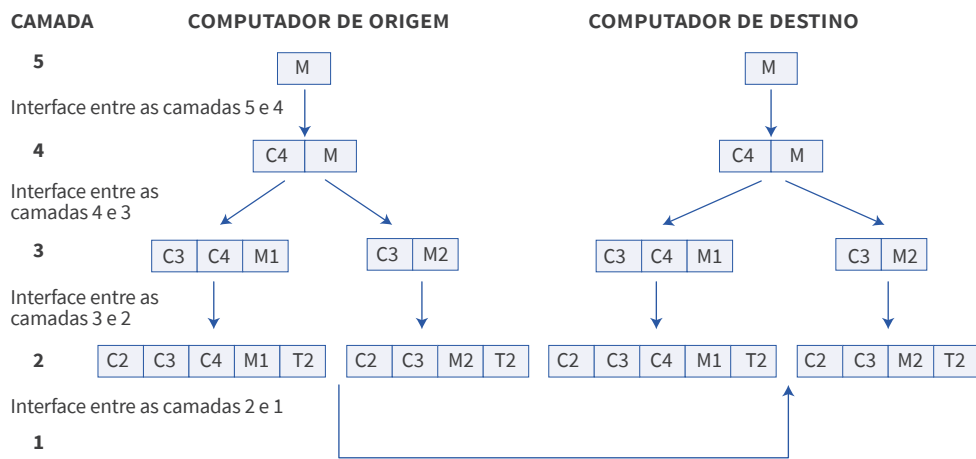 CAMADA COMPUTADOR DE ORIGEM COMPUTADOR DE DESTINO
5 M M
Interface entre as camadas 5 e 4
4 C4 M C4 M
Interface entre as
camadas 4 e 3
3 C3 C4 M1 C3 M2 C3 C4 M1 C3 M2
Interface entre as
camadas 3 e 2
2 C2 C3 C4 M1 T2 C2 C3 M2 T2 C2 C3 C4 M1 T2 C2 C3 M2 T2
Interface entre as camadas 2 e 1
1